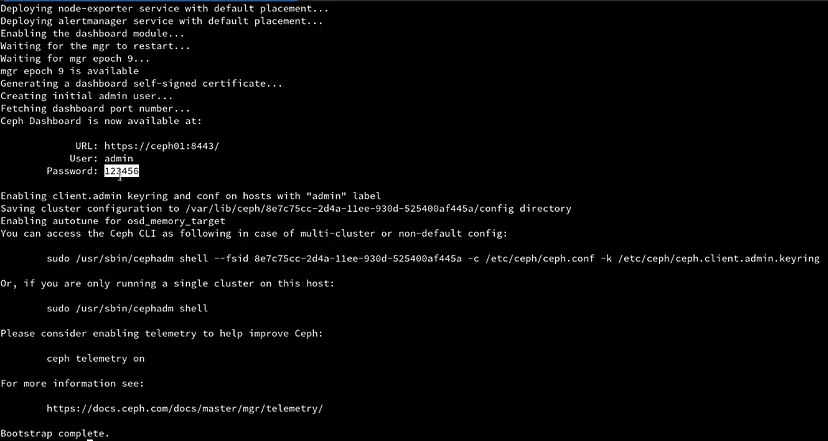 Deploying node-exporter service with default placement...
Deploying alertmanager service with default placement...
Enabling the dashboard module...
Waiting for the mgr to restart...
Waiting for mgr epoch 9...
mgr epoch 9 is available
Generating a dashboard self-signed certificate...
Creating initial admin user...
Fetching dashboard port number...
Ceph Dashboard is now available at:
URL: https://ceph01:8443/
User: admin
Password: 123456
Enabling client.admin keyring and conf on hosts with "admin" label
Saving cluster configuration to /var/lib/ceph/8e7c75cc-2d4a-11ee-930d-525400af445a/config directory
Enabling autotune for osd_memory_target
You can access the Ceph CLI as following in case of multi-cluster or non-default config:
sudo /usr/sbin/cephadm shell --fsid 8e7c75cc-2d4a-11ee-930d-525400af445a -c /etc/ceph/ceph.conf -k /etc/ceph/ceph.client.admin.keyring
Or, if you are only running a single cluster on this host:
sudo /usr/sbin/cephadm shell
Please consider enabling telemetry to help improve Ceph:
ceph telemetry on
For more information see:
https://docs.ceph.com/docs/master/mgr/telemetry/
Bootstrap complete.